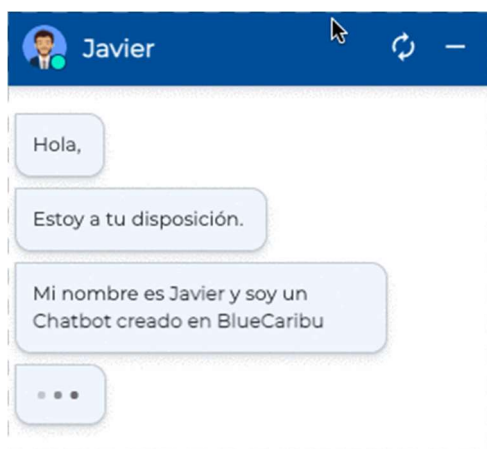 Javier
Hola,
Estoy a tu disposición.
Mi nombre es Javier y soy un
Chatbot creado en BlueCaribu